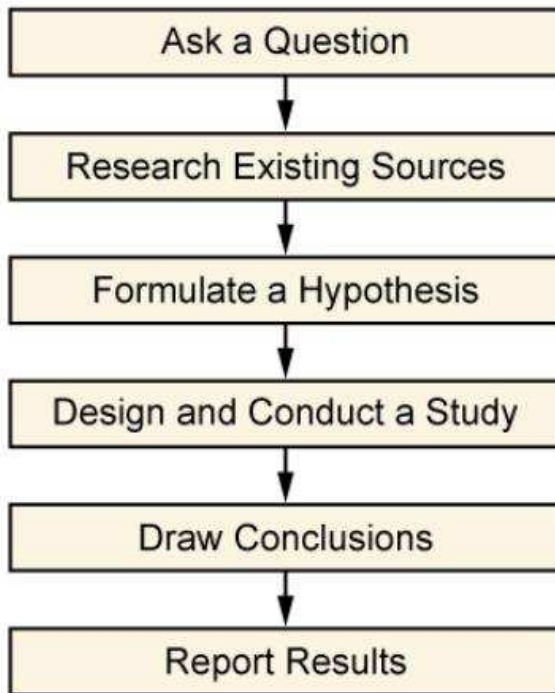 Ask a Question
Research Existing Sources
Formulate a Hypothesis
Design and Conduct a Study
Draw Conclusions
Report Results